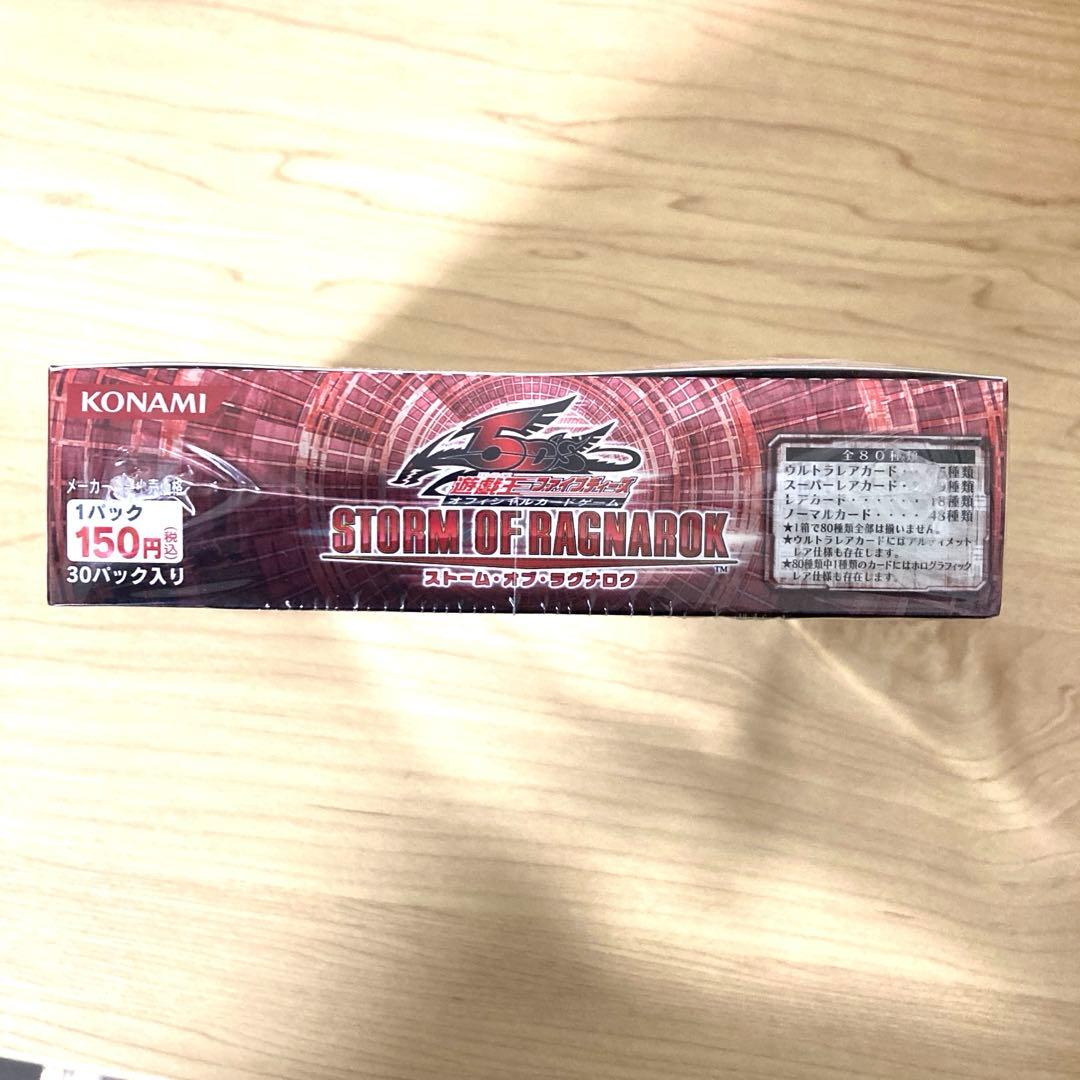 KONAMI
メーカー
売価格
1パック
150円
(税込)
30パック入り
5D's
遊戯王ファイブディーズ
オフィシャルカードゲーム
STORM OF RAGNAROK
TM
ストーム・オブ・ラグナロク
全80種類
ウルトラレアカード 種類
スーパーレアカード・ 種類
レアカード・・・・・ 18種類
ノーマルカード・・・・ 48種類
★1箱で80種類全部は揃いません。
★ウルトラレアカードにはアルティメット
レア仕様も存在します。
★80種類中1種類のカードにはホログラフィック
レア仕様も存在します。